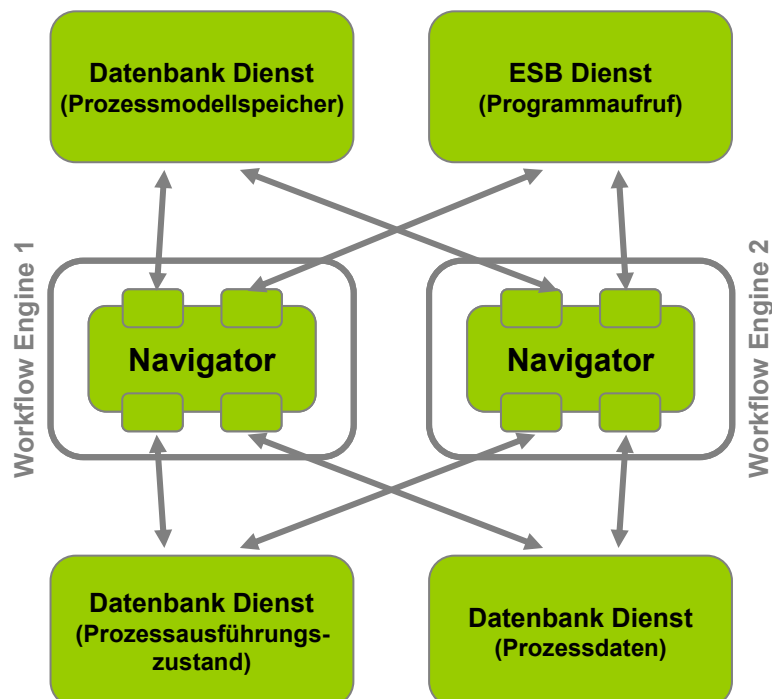 Datenbank Dienst
(Prozessmodellspeicher)
ESB Dienst
(Programmaufruf)
Workflow Engine 1
Navigator
Navigator
Workflow Engine 2
Datenbank Dienst
(Prozessausführungs-
zustand)
Datenbank Dienst
(Prozessdaten)